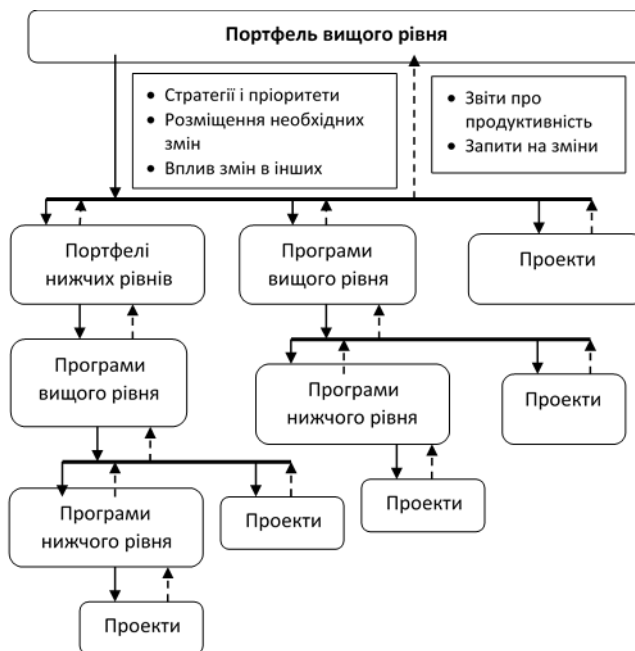 Портфель вищого рівня
• Стратегії і пріоритети
• Розміщення необхідних
змін
• Вплив змін в інших
• Звіти про
продуктивність
• Запити на зміни
Портфелі
нижчих рівнів
Програми
вищого рівня
Проекти
Програми
вищого рівня
Програми
нижчого рівня
Проекти
Програми
нижчого рівня
Проекти
Проекти
Проекти